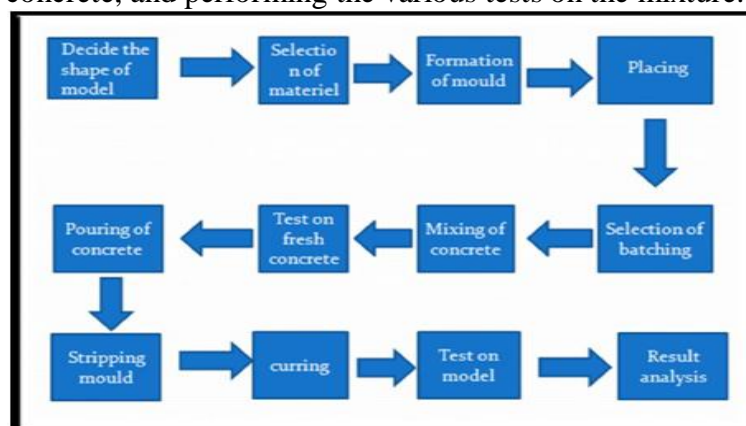 concrete, and performing the various tests on the mixture.
Decide the
shape of
model
Selectio
n of
materiel
Formation
of mould
Placing
Selection of
batching
Mixing of
concrete
Test on
fresh
concrete
Pouring of
concrete
Stripping
mould
curring
Test on
model
Result
analysis